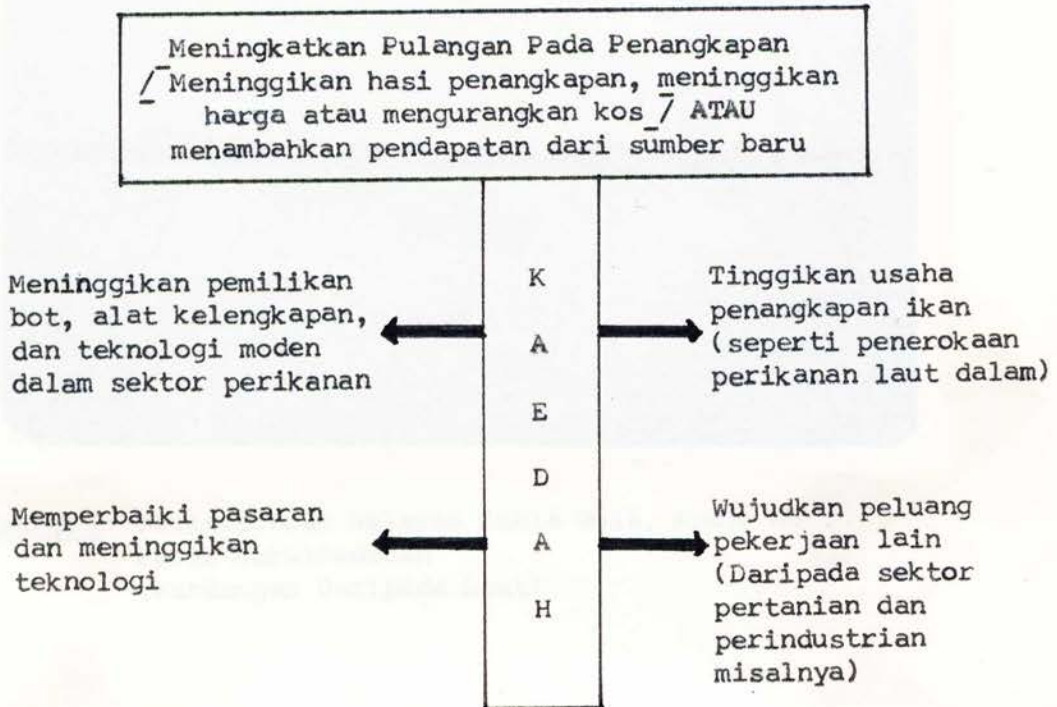 Meningkatkan Pulangan Pada Penangkapan
/ Meninggikan hasi penangkapan, meninggikan
harga atau mengurangkan kos / ATAU
menambahkan pendapatan dari sumber baru
Meninggikan pemilikan
bot, alat kelengkapan,
dan teknologi moden
dalam sektor perikanan
Memperbaiki pasaran
dan meninggikan
teknologi
K
A
E
D
A
H
Tinggikan usaha
penangkapan ikan
(seperti penerokaan
perikanan laut dalam)
Wujudkan peluang
pekerjaan lain
(Daripada sektor
pertanian dan
perindustrian
misalnya)